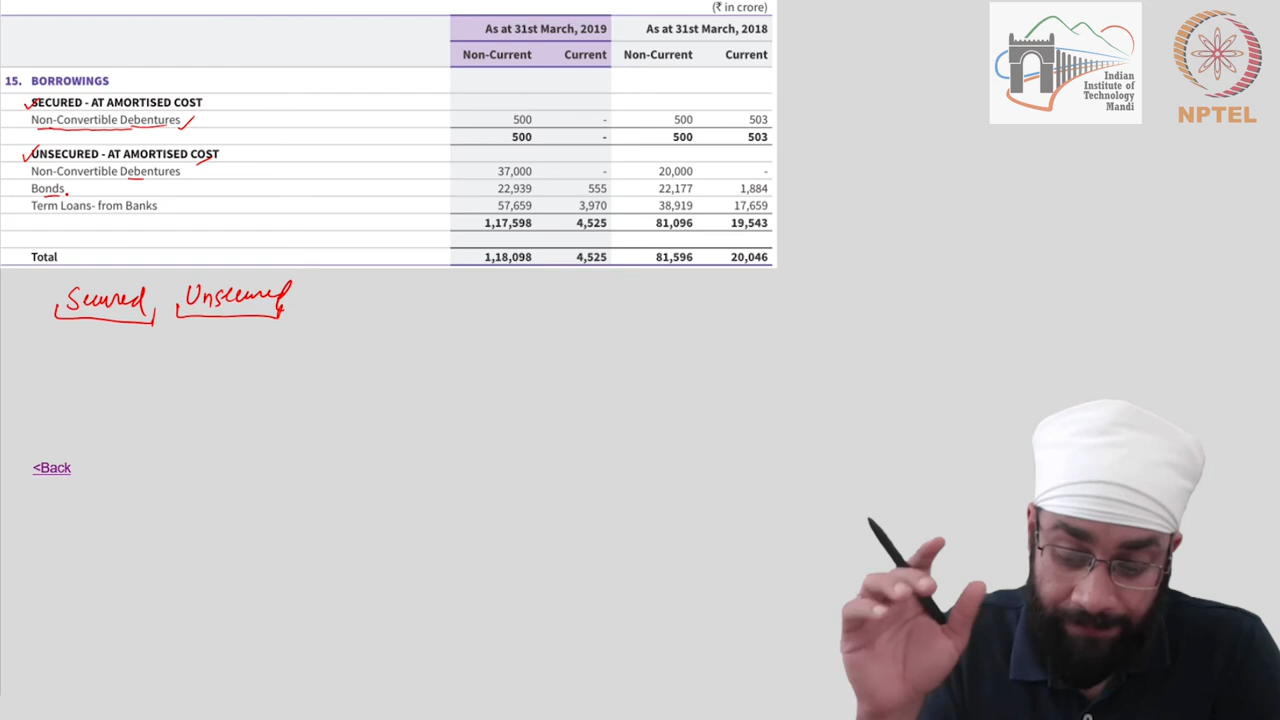 (₹ in crore)
As at 31st March, 2019 As at 31st March, 2018
Non-Current Current Non-Current Current
15. BORROWINGS
SECURED - AT AMORTISED COST
Non-Convertible Debentures 500 - 500 503
500 - 500 503
UNSECURED - AT AMORTISED COST
Non-Convertible Debentures 37,000 - 20,000 -
Bonds 22,939 555 22,177 1,884
Term Loans- from Banks 57,659 3,970 38,919 17,659
1,17,598 4,525 81,096 19,543
Total 1,18,098 4,525 81,596 20,046
Secured Unsecured
<Back
Indian
Institute of
Technology
Mandi
NPTEL